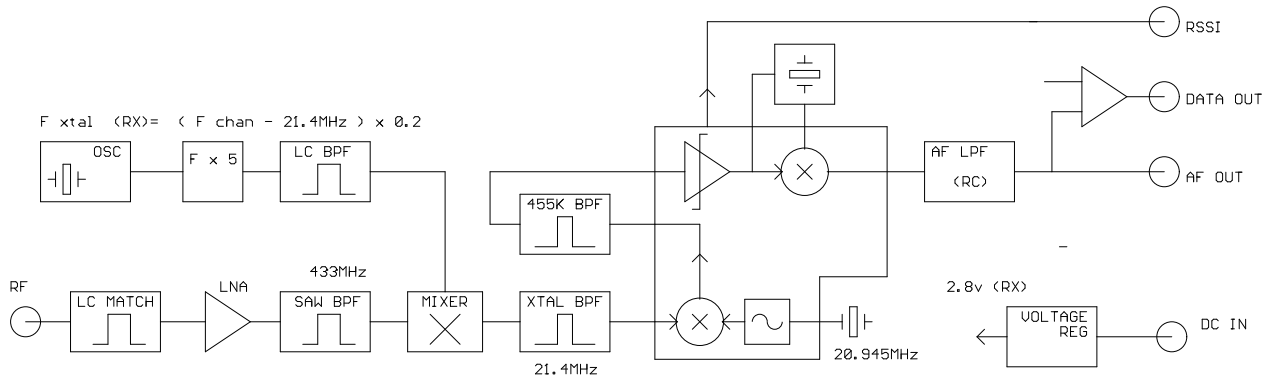 RSSI
DATA OUT
F xtal (RX)= ( F chan - 21.4MHz ) x 0.2
OSC
F x 5
LC BPF
AF LPF
(RC)
AF OUT
455K BPF
433MHz
2.8v (RX)
RF
LC MATCH
LNA
SAW BPF
MIXER
XTAL BPF
VOLTAGE
REG
DC IN
20.945MHz
21.4MHz